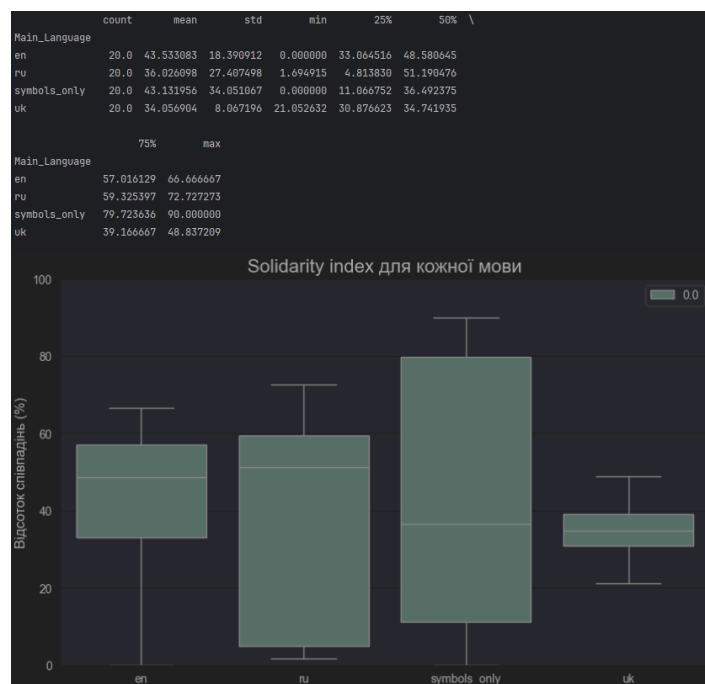 count mean std min 25% 50% \
Main_Language
en 20.0 43.533083 18.390912 0.000000 33.064516 48.580645
ru 20.0 36.026098 27.407498 1.694915 4.813830 51.190476
symbols_only 20.0 43.131956 34.051067 0.000000 11.066752 36.492375
uk 20.0 34.056904 8.067196 21.052632 30.876623 34.741935
75% max
Main_Language
en 57.016129 66.666667
ru 59.325397 72.727273
symbols_only 79.723636 90.000000
uk 39.166667 48.837209
Solidarity index для кожної мови
0.0
Відсоток співпадінь (%)
100
80
60
40
20
0
en ru symbols_only uk